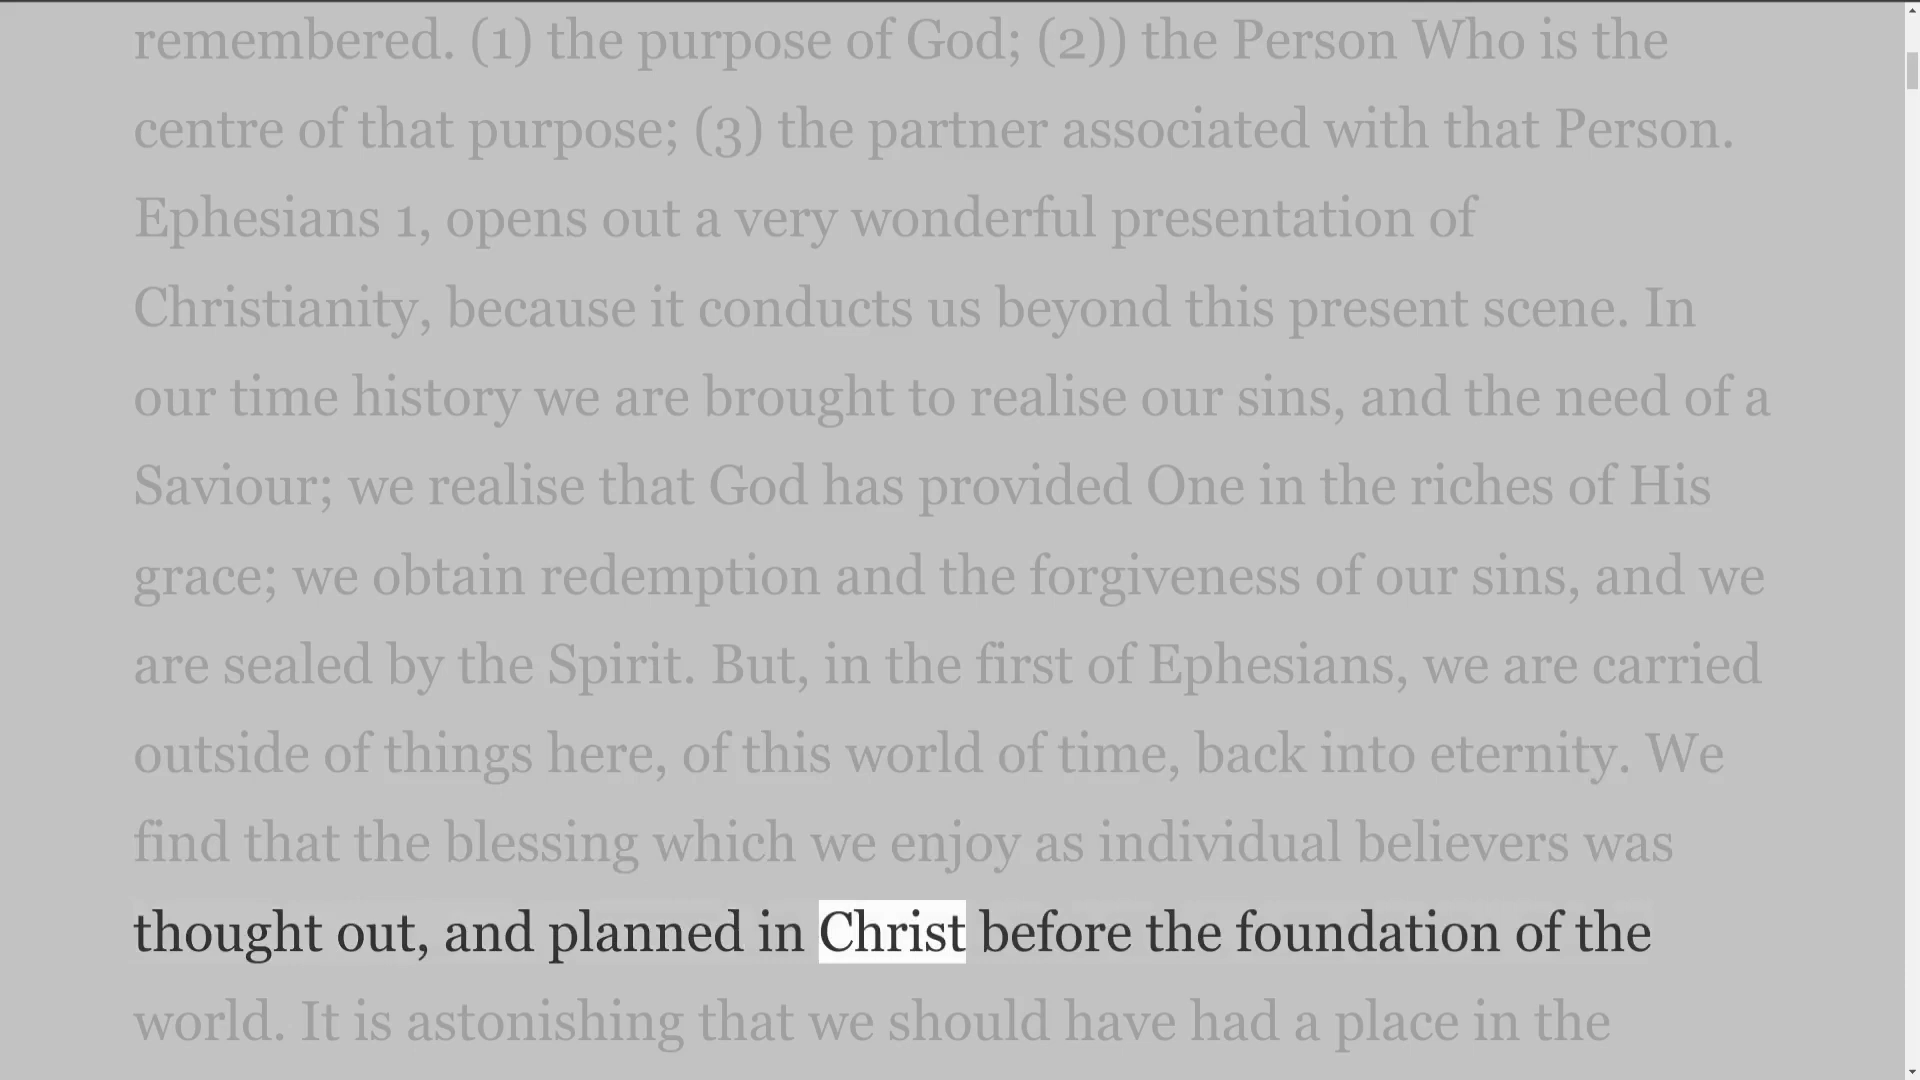 remembered. (1) the purpose of God; (2)) the Person Who is the
centre of that purpose; (3) the partner associated with that Person.
Ephesians 1, opens out a very wonderful presentation of
Christianity, because it conducts us beyond this present scene. In
our time history we are brought to realise our sins, and the need of a
Saviour; we realise that God has provided One in the riches of His
grace; we obtain redemption and the forgiveness of our sins, and we
are sealed by the Spirit. But, in the first of Ephesians, we are carried
outside of things here, of this world of time, back into eternity. We
find that the blessing which we enjoy as individual believers was
thought out, and planned in Christ before the foundation of the
world. It is astonishing that we should have had a place in the